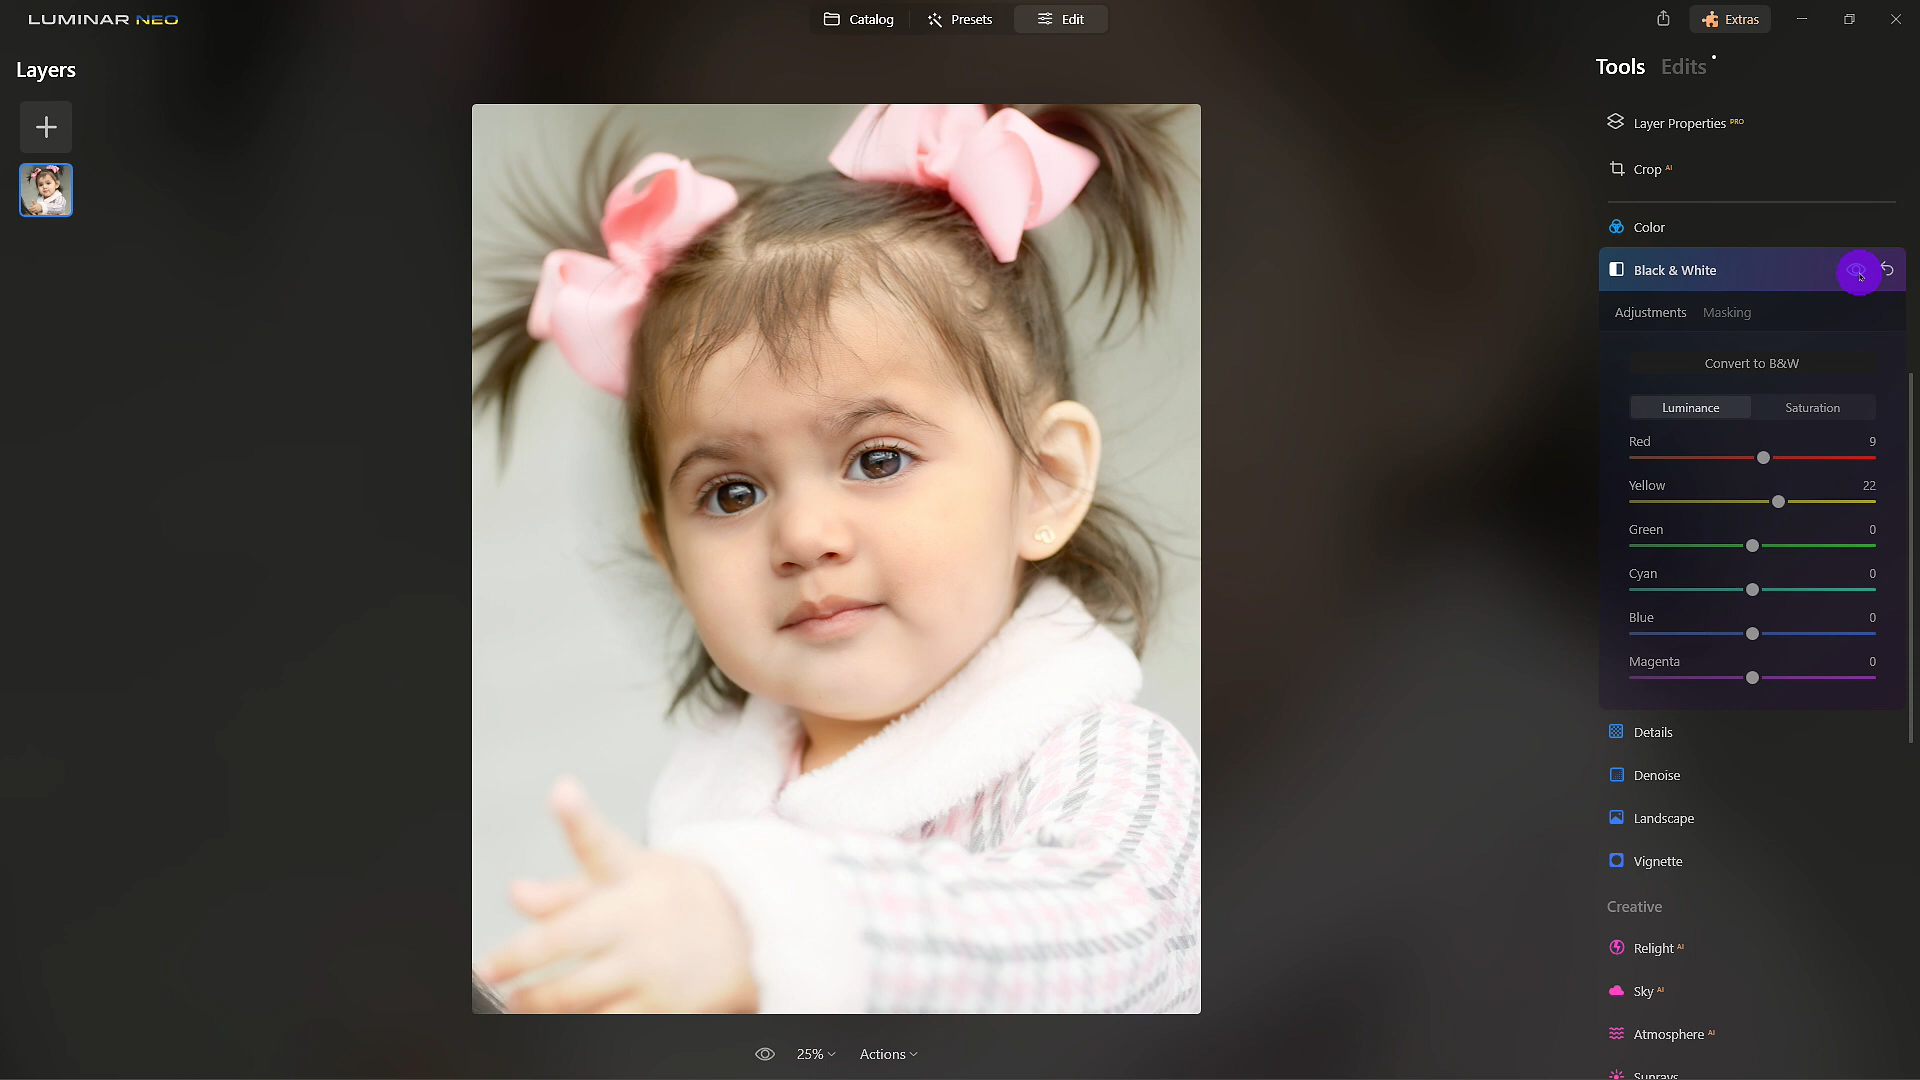 LUMINAR NEO
Catalog
Presets
Edit
Extras
Layers
Tools Edits
Layer Properties PRO
Crop AI
Color
Black & White
Adjustments Masking
Convert to B&W
Luminance Saturation
Red 9
Yellow 22
Green 0
Cyan 0
Blue 0
Magenta 0
Details
Denoise
Landscape
Vignette
Creative
Relight AI
Sky AI
Atmosphere AI
Sunrays
25% Actions